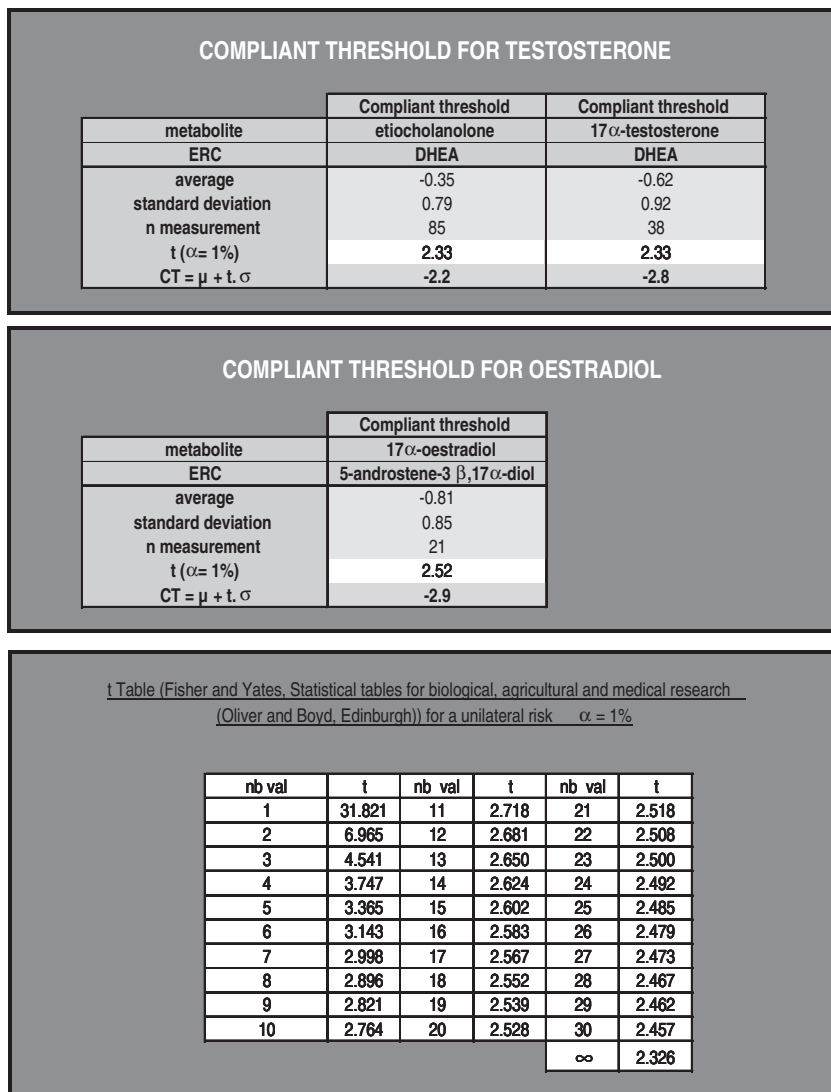 COMPLIANT THRESHOLD FOR TESTOSTERONE
Compliant threshold Compliant threshold
metabolite etiocholanolone 17α-testosterone
ERC DHEA DHEA
average -0.35 -0.62
standard deviation 0.79 0.92
n measurement 85 38
t (α= 1%) 2.33 2.33
CT = µ + t. σ -2.2 -2.8
COMPLIANT THRESHOLD FOR OESTRADIOL
Compliant threshold
metabolite 17α-oestradiol
ERC 5-androstene-3 β,17α-diol
average -0.81
standard deviation 0.85
n measurement 21
t (α= 1%) 2.52
CT = µ + t. σ -2.9
t Table (Fisher and Yates, Statistical tables for biological, agricultural and medical research
(Oliver and Boyd, Edinburgh)) for a unilateral risk α = 1%
nb val t nb val t nb val t
1 31.821 11 2.718 21 2.518
2 6.965 12 2.681 22 2.508
3 4.541 13 2.650 23 2.500
4 3.747 14 2.624 24 2.492
5 3.365 15 2.602 25 2.485
6 3.143 16 2.583 26 2.479
7 2.998 17 2.567 27 2.473
8 2.896 18 2.552 28 2.467
9 2.821 19 2.539 29 2.462
10 2.764 20 2.528 30 2.457
∞ 2.326